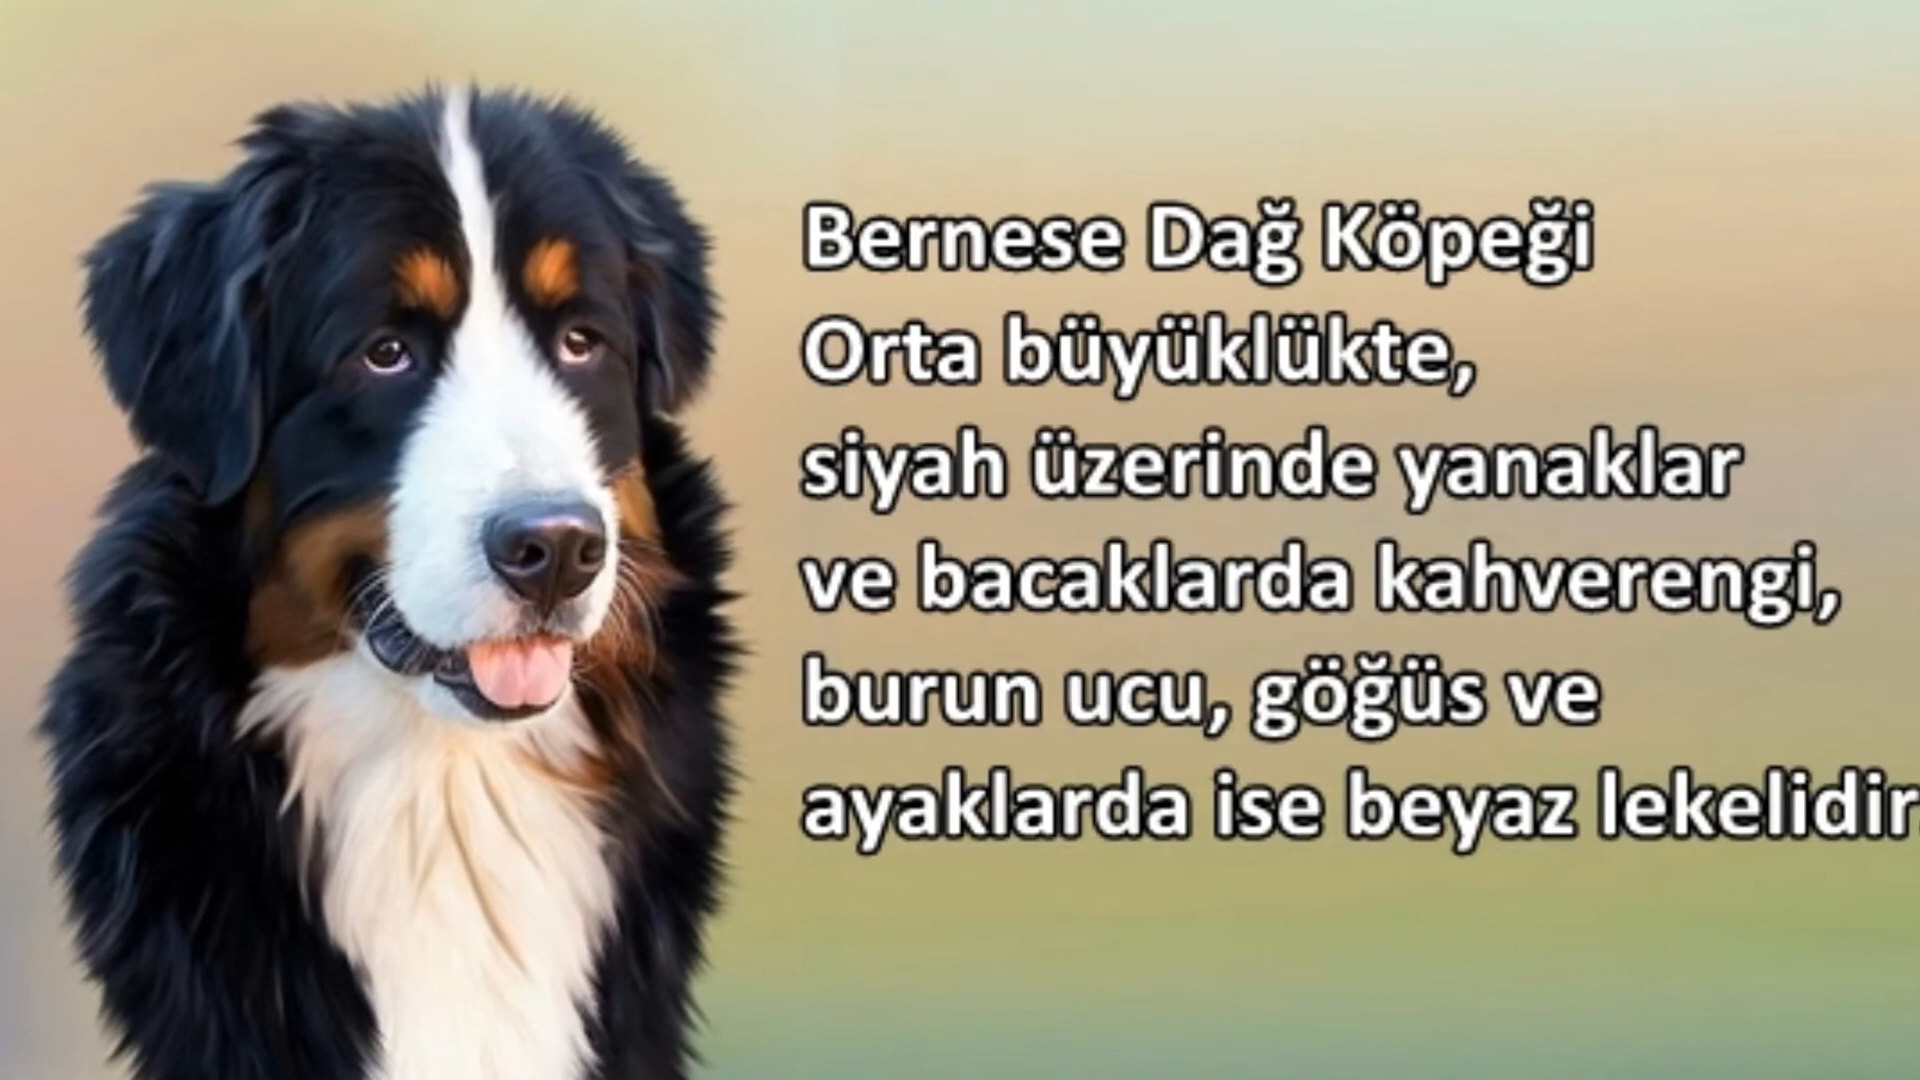 Bernese Dağ Köpeği
Orta büyüklükte,
siyah üzerinde yanaklar
ve bacaklarda kahverengi,
burun ucu, göğüs ve
ayaklarda ise beyaz lekelidir